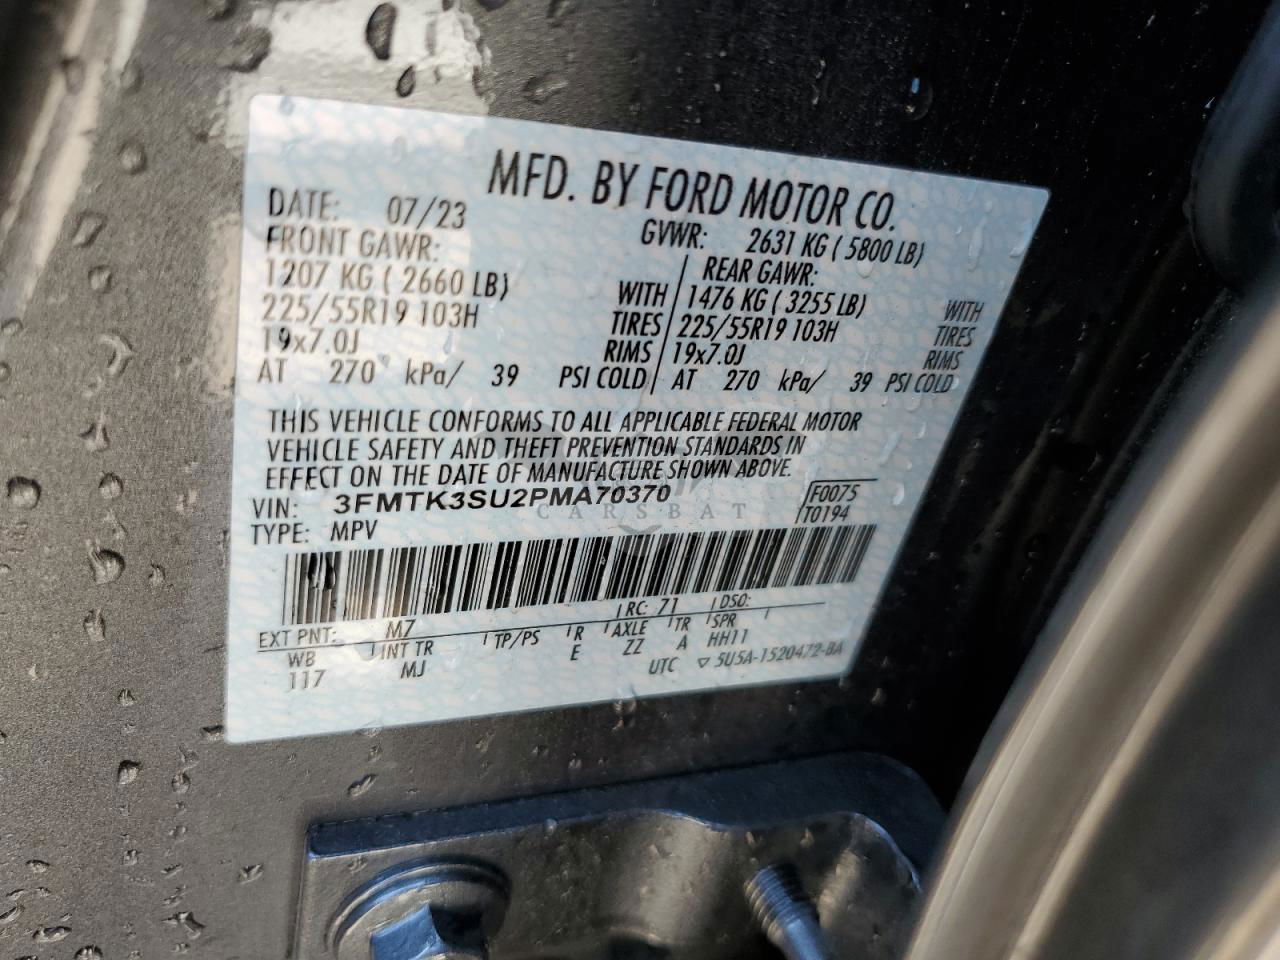 MFD. BY FORD MOTOR CO.
DATE: 07/23 GVWR: 2631 KG ( 5800 LB)
FRONT GAWR: REAR GAWR:
1207 KG ( 2660 LB) WITH 1476 KG ( 3255 LB) WITH
225/55R19 103H TIRES 225/55R19 103H TIRES
19x7.0J RIMS 19x7.0J RIMS
AT 270 kPa/ 39 PSI COLD AT 270 kPa/ 39 PSI COLD
THIS VEHICLE CONFORMS TO ALL APPLICABLE FEDERAL MOTOR
VEHICLE SAFETY AND THEFT PREVENTION STANDARDS IN
EFFECT ON THE DATE OF MANUFACTURE SHOWN ABOVE.
VIN: 3FMTK3SU2PMA70370 F0075
TYPE: MPV T0194
CARSBAT
EXT PNT: M7 RC: 71 DSO:
WB INT TR TP/PS R AXLE TR SPR
117 MJ E ZZ A HH11
UTC ▽ 5U5A-1520472-BA